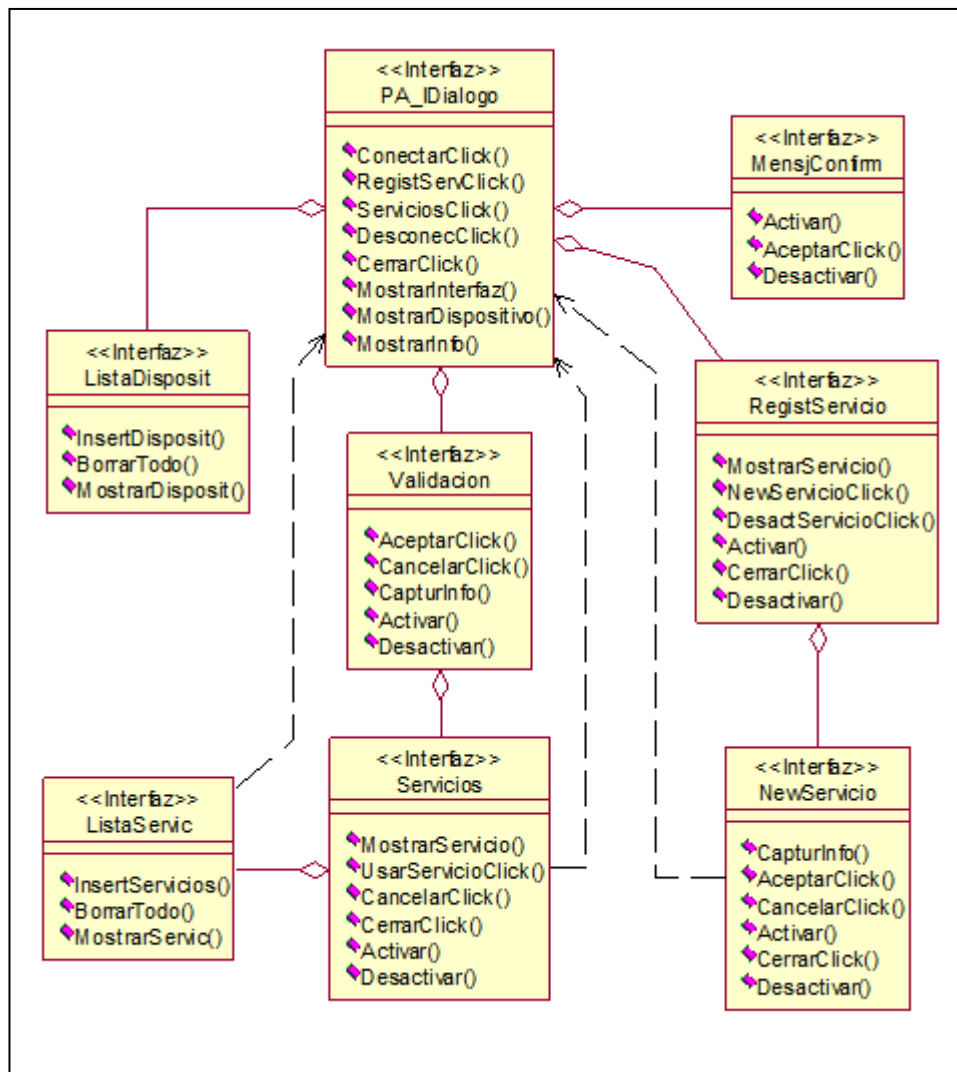 <<Interfaz>>
PA_IDialogo
ConectarClick()
RegistServClick()
ServiciosClick()
DesconecClick()
CerrarClick()
MostrarInterfaz()
MostrarDispositivo()
MostrarInfo()
<<Interfaz>>
MensjConfirm
Activar()
AceptarClick()
Desactivar()
<<Interfaz>>
ListaDisposit
InsertDisposit()
BorrarTodo()
MostrarDisposit()
<<Interfaz>>
RegistServicio
MostrarServicio()
NewServicioClick()
DesactServicioClick()
Activar()
CerrarClick()
Desactivar()
<<Interfaz>>
Validacion
AceptarClick()
CancelarClick()
CapturInfo()
Activar()
Desactivar()
<<Interfaz>>
ListaServic
InsertServicios()
BorrarTodo()
MostrarServic()
<<Interfaz>>
Servicios
MostrarServicio()
UsarServicioClick()
CancelarClick()
CerrarClick()
Activar()
Desactivar()
<<Interfaz>>
NewServicio
CapturInfo()
AceptarClick()
CancelarClick()
Activar()
CerrarClick()
Desactivar()